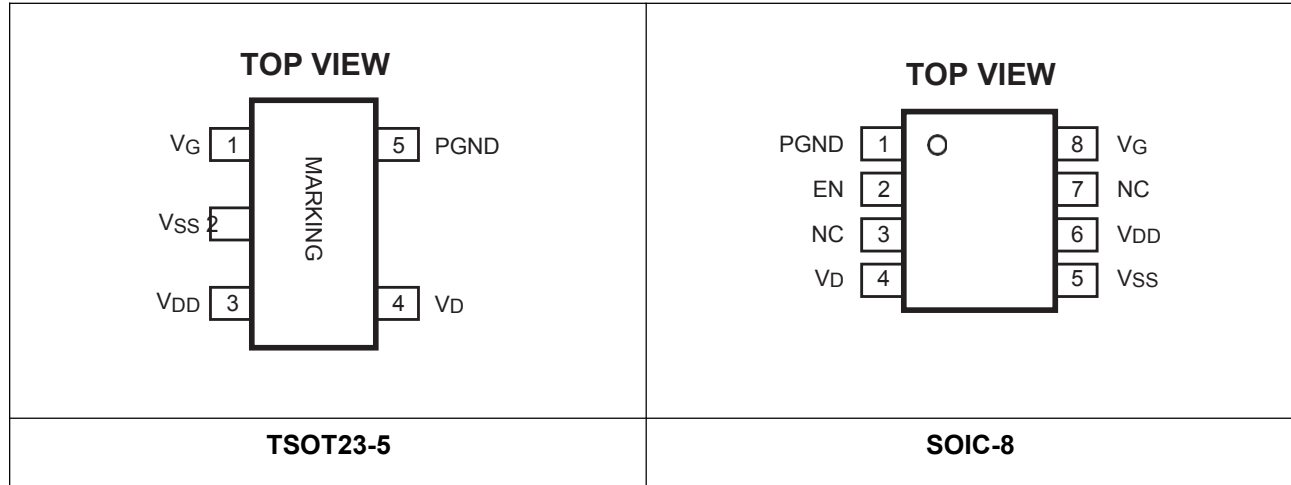 TOP VIEW
VG 1 5 PGND
MARKING
VSS 2
VDD 3 4 VD
TSOT23-5
TOP VIEW
PGND 1 8 VG
EN 2 7 NC
NC 3 6 VDD
VD 4 5 VSS
SOIC-8